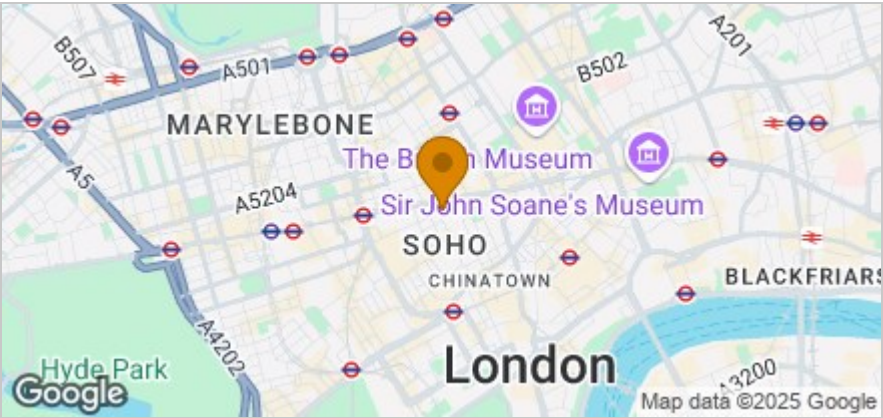 A201
B507
B502
A501
MARYLEBONE
The B Museum
A5
A5204
Sir John Soane's Museum
SOHO
CHINATOWN
BLACKFRIARS
A4202
London
Hyde Park
A3200
Google
Map data ©2025 Google